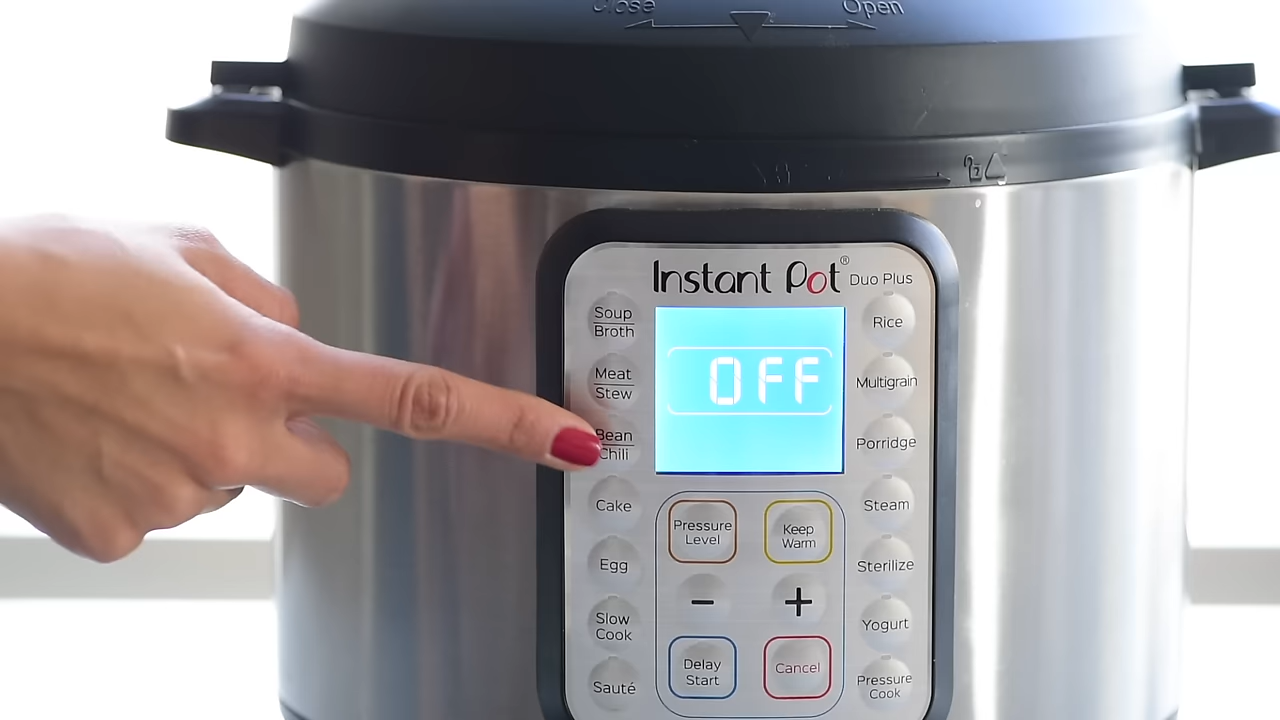 Close Open
Instant Pot® Duo Plus
Soup
Broth
Meat
Stew
Bean
Chili
Cake
Egg
Slow
Cook
Sauté
OFF
Pressure
Level
Keep
Warm
−
+
Delay
Start
Cancel
Rice
Multigrain
Porridge
Steam
Sterilize
Yogurt
Pressure
Cook